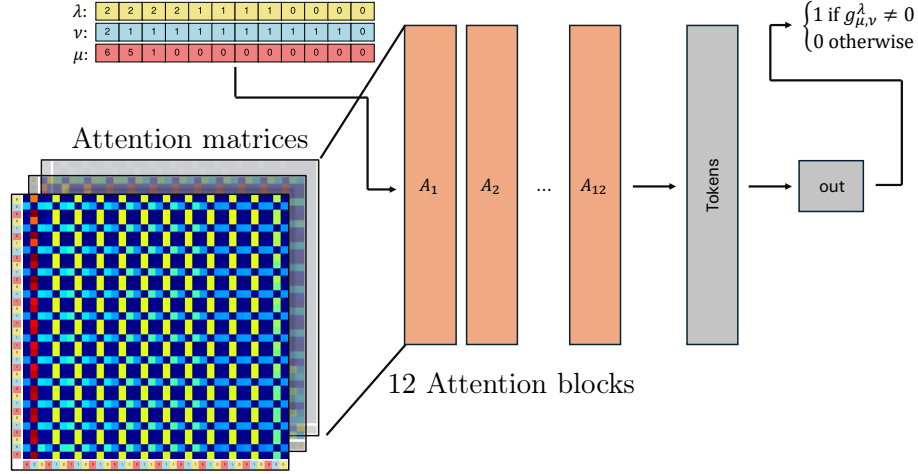 λ: 2 2 2 2 1 1 1 1 0 0 0 0
ν: 2 1 1 1 1 1 1 1 1 1 1 0
μ: 6 5 1 0 0 0 0 0 0 0 0 0
{1 if g^λ_{μ,ν} ≠ 0
{0 otherwise
Attention matrices
A₁ A₂ ... A₁₂
Tokens
out
12 Attention blocks